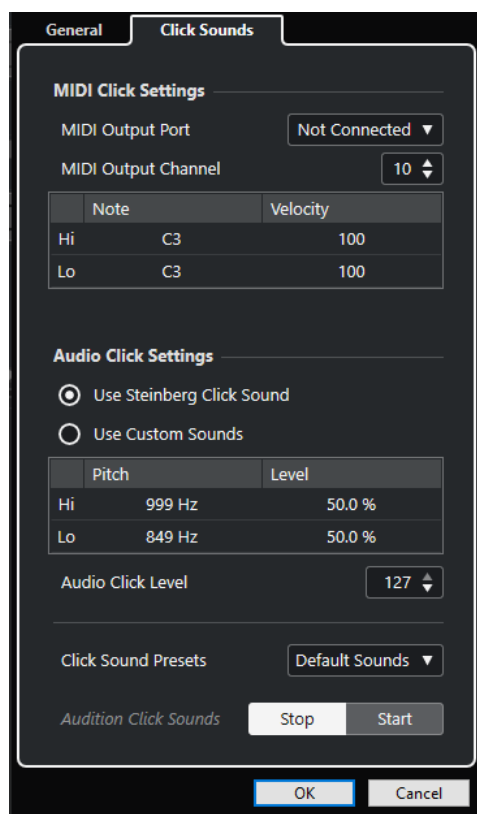 General Click Sounds
MIDI Click Settings
MIDI Output Port Not Connected
MIDI Output Channel 10
Note Velocity
Hi C3 100
Lo C3 100
Audio Click Settings
Use Steinberg Click Sound
Use Custom Sounds
Pitch Level
Hi 999 Hz 50.0 %
Lo 849 Hz 50.0 %
Audio Click Level 127
Click Sound Presets Default Sounds
Audition Click Sounds Stop Start
OK Cancel